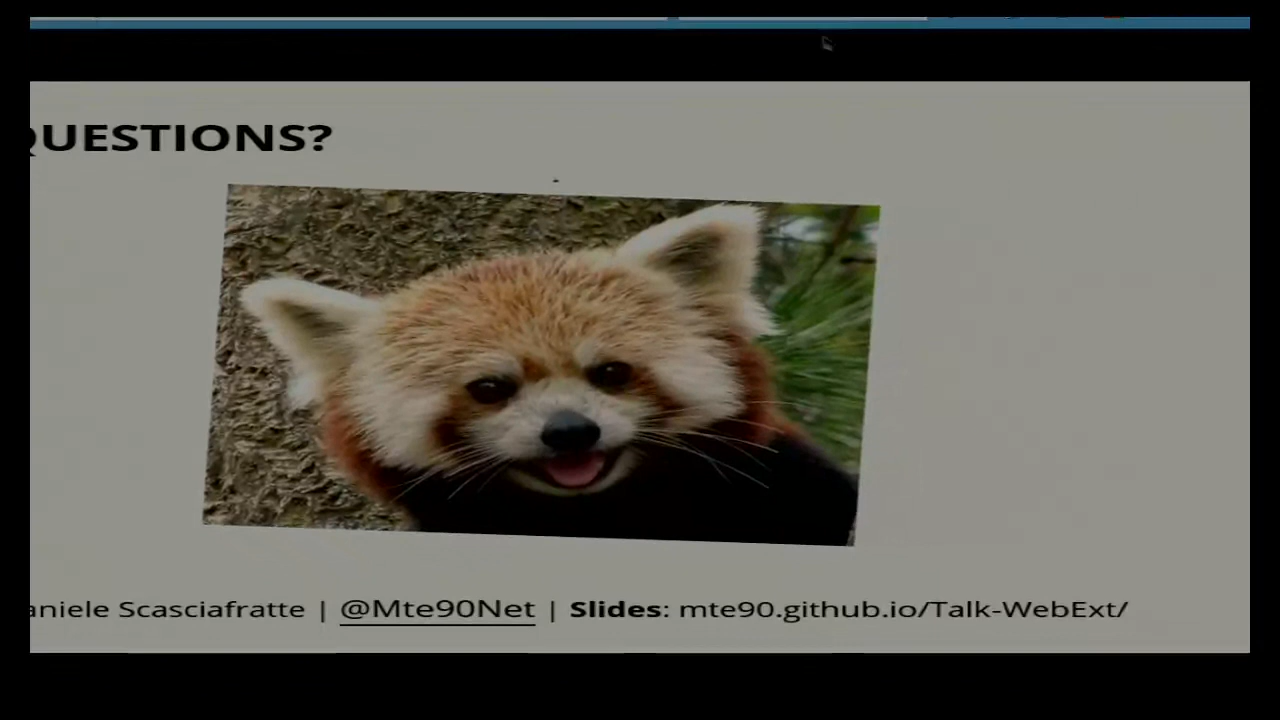 QUESTIONS?
aniele Scasciafratte | @Mte90Net | Slides: mte90.github.io/Talk-WebExt/